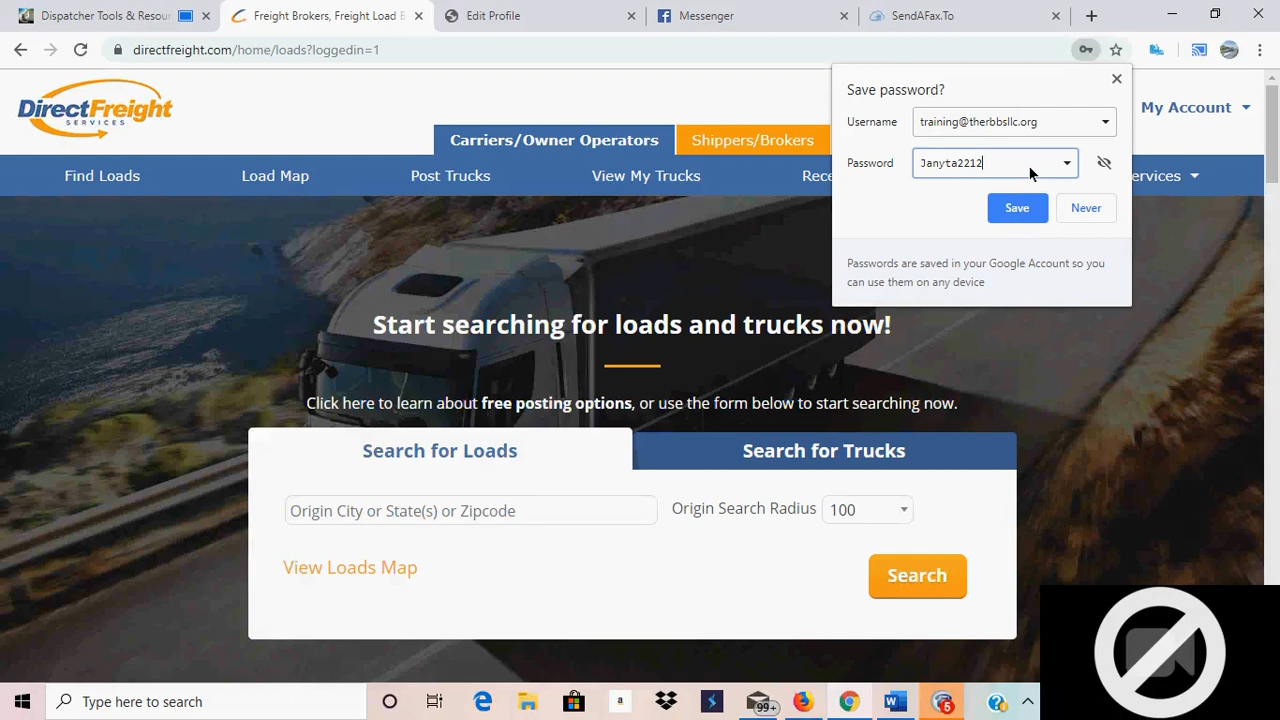 Dispatcher Tools & Resour
Freight Brokers, Freight Load B
Edit Profile
Messenger
SendAFax.To
directfreight.com/home/loads?loggedin=1
Save password?
Username training@therbbsllc.org
Password Janyta2212
Save Never
Passwords are saved in your Google Account so you
can use them on any device
DirectFreight
SERVICES
My Account
Carriers/Owner Operators
Shippers/Brokers
Find Loads
Load Map
Post Trucks
View My Trucks
Rece
ervices
Start searching for loads and trucks now!
Click here to learn about free posting options, or use the form below to start searching now.
Search for Loads
Search for Trucks
Origin City or State(s) or Zipcode
Origin Search Radius 100
View Loads Map
Search
Type here to search
a
99+
5